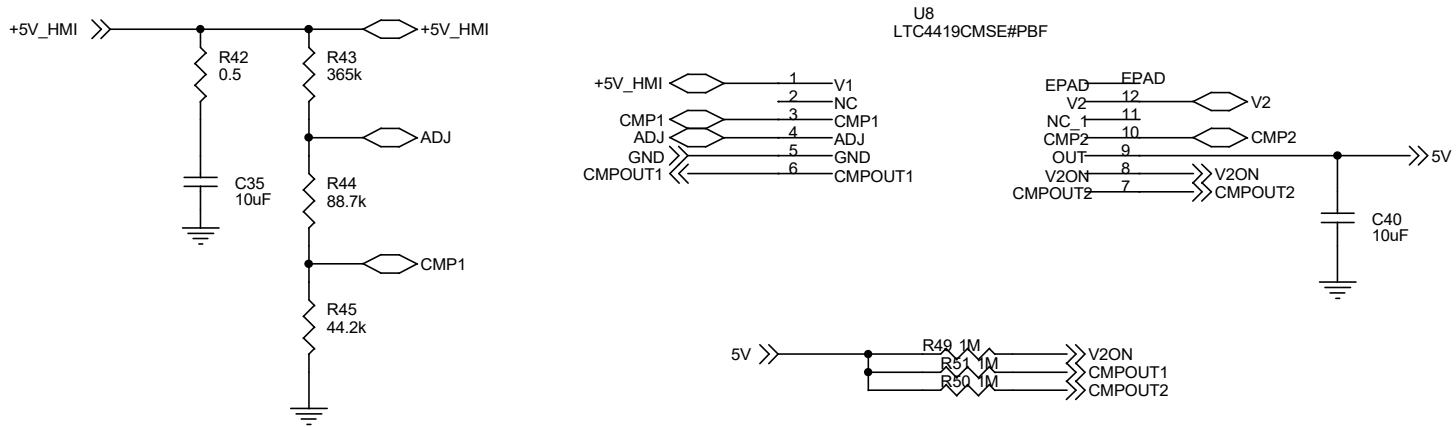 +5V_HMI
+5V_HMI
R42
0.5
R43
365k
ADJ
C35
10uF
R44
88.7k
CMP1
R45
44.2k
U8
LTC4419CMSE#PBF
+5V_HMI 1 V1
2 NC
CMP1 3 CMP1
ADJ 4 ADJ
GND 5 GND
CMPOUT1 6 CMPOUT1
EPAD EPAD
V2 12 V2
NC_1 11
CMP2 10 CMP2
OUT 9 5V
V2ON 8 V2ON
CMPOUT2 7 CMPOUT2
C40
10uF
5V
R49 1M V2ON
R51 1M CMPOUT1
R50 1M CMPOUT2